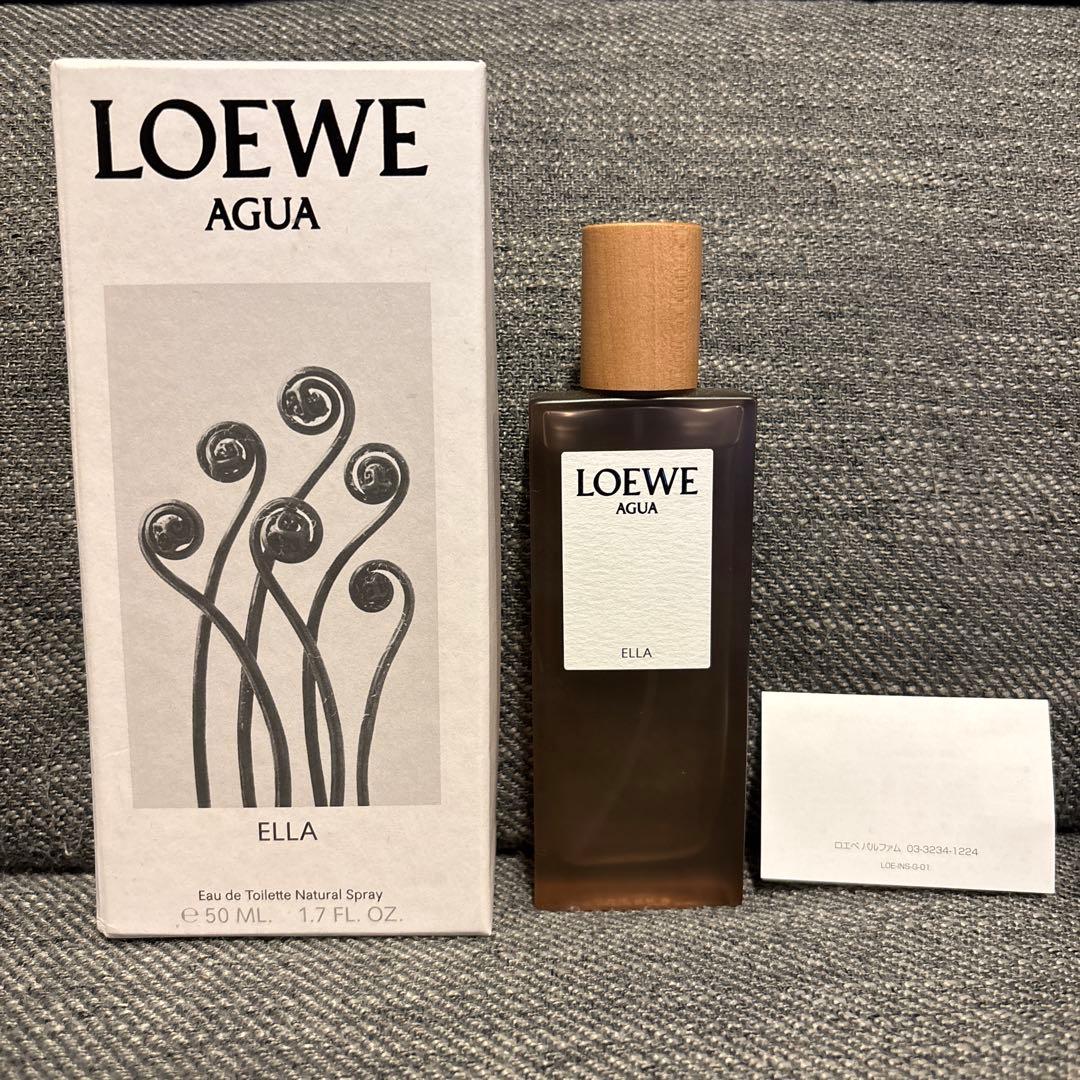 LOEWE
AGUA
ELLA
Eau de Toilette Natural Spray
℮ 50 ML. 1.7 FL. OZ.
LOEWE
AGUA
ELLA
ロエベ パルファム 03-3234-1224
LOE-INS-G-01